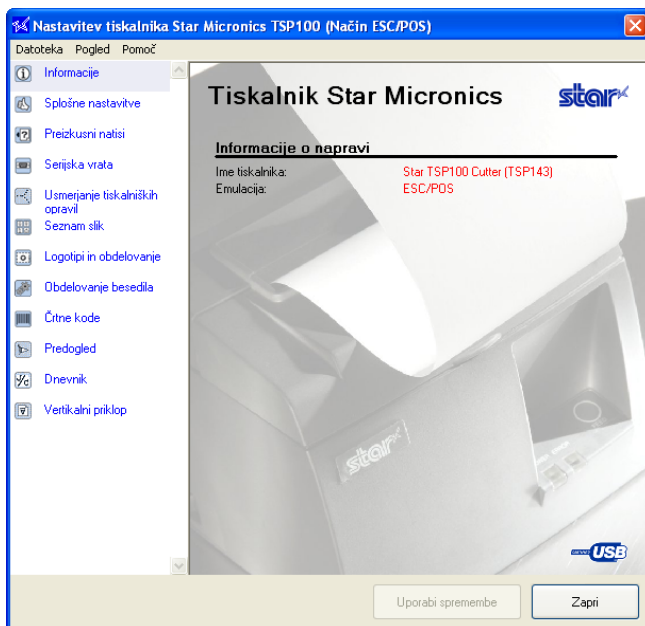 Nastavitev tiskalnika Star Micronics TSP100 (Način ESC/POS)
Datoteka Pogled Pomoč
Informacije
Splošne nastavitve
Preizkusni natisi
Serijska vrata
Usmerjanje tiskalniških
opravil
Seznam slik
Logotipi in obdelovanje
Obdelovanje besedila
Črtne kode
Predogled
Dnevnik
Vertikalni priklop
Tiskalnik Star Micronics
star
Informacije o napravi
Ime tiskalnika: Star TSP100 Cutter (TSP143)
Emulacija: ESC/POS
star
USB
Uporabi spremembe
Zapri